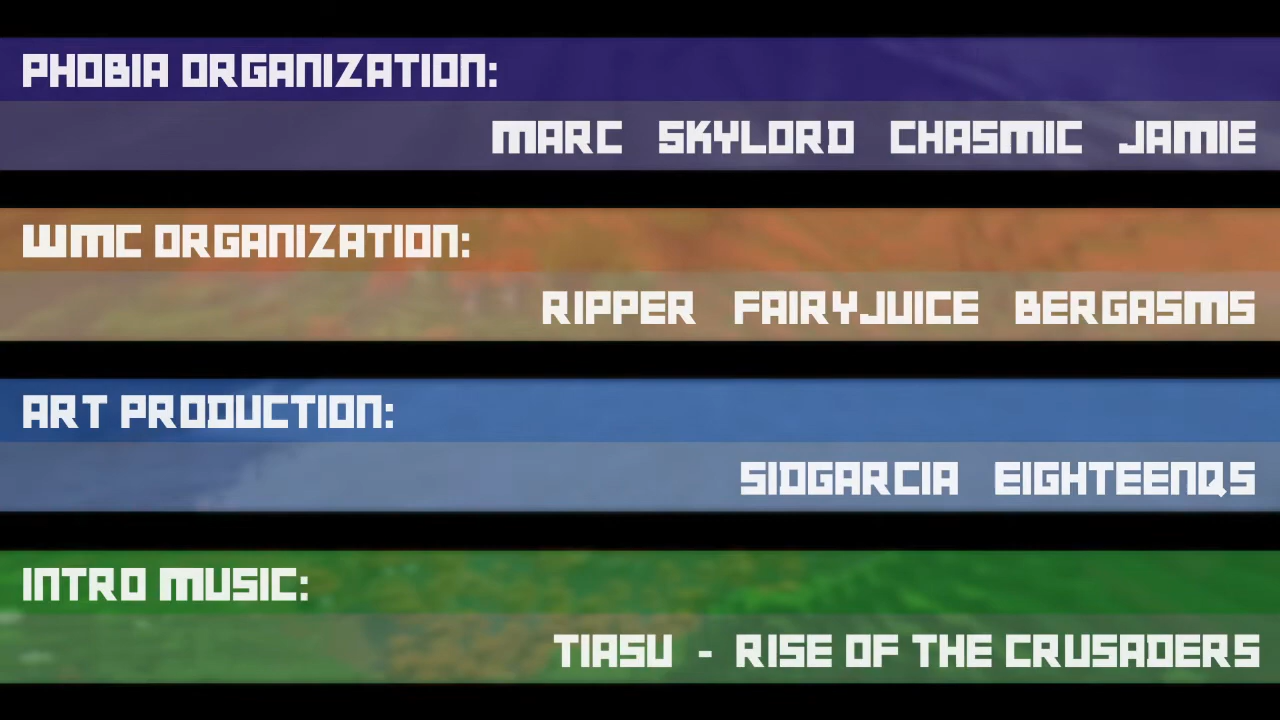 PHOBIA ORGANIZATION:
MARC SKYLORD CHASMIC JAMIE
WMC ORGANIZATION:
RIPPER FAIRYJUICE BERGASMS
ART PRODUCTION:
SIDGARCIA EIGHTEENQS
INTRO MUSIC:
TIASU - RISE OF THE CRUSADERS